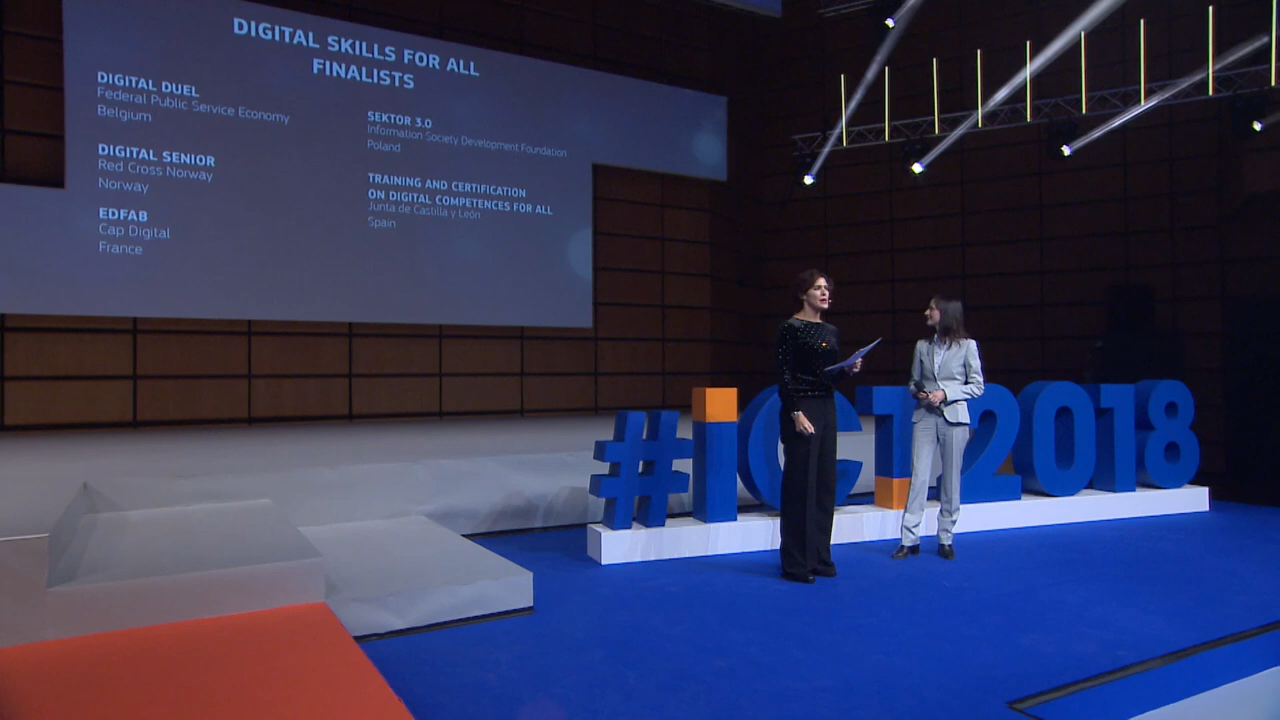 DIGITAL SKILLS FOR ALL
FINALISTS
DIGITAL DUEL
Federal Public Service Economy
Belgium
DIGITAL SENIOR
Red Cross Norway
Norway
EDFAB
Cap Digital
France
SEKTOR 3.0
Information Society Development Foundation
Poland
TRAINING AND CERTIFICATION
ON DIGITAL COMPETENCES FOR ALL
Junta de Castilla y León
Spain
#iCT2018